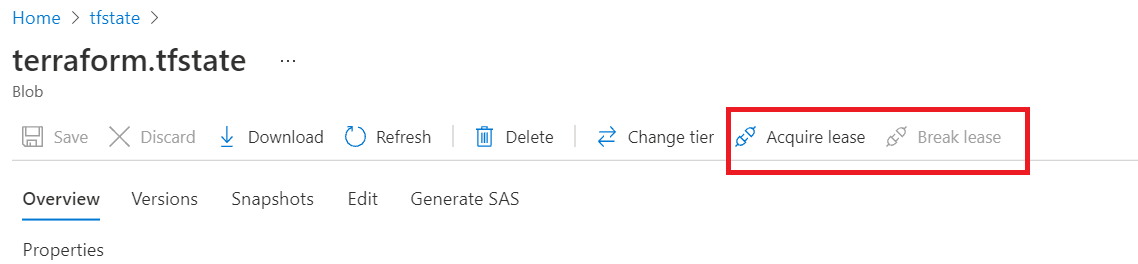 Home > tfstate >
terraform.tfstate ...
Blob
Save Discard Download Refresh Delete Change tier Acquire lease Break lease
Overview Versions Snapshots Edit Generate SAS
Properties